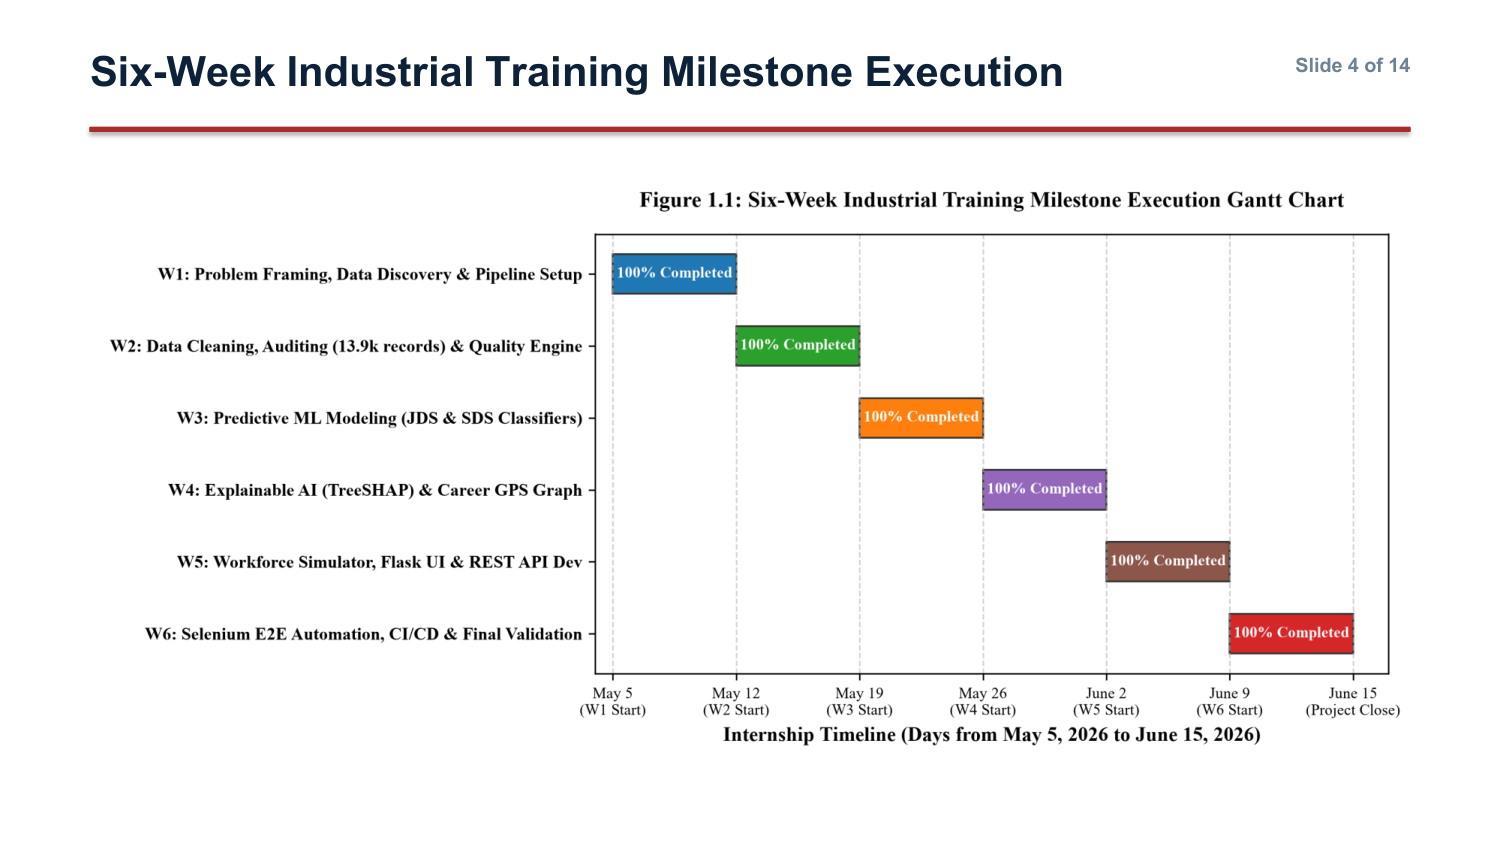 Six-Week Industrial Training Milestone Execution
Slide 4 of 14
Figure 1.1: Six-Week Industrial Training Milestone Execution Gantt Chart
W1: Problem Framing, Data Discovery & Pipeline Setup
100% Completed
W2: Data Cleaning, Auditing (13.9k records) & Quality Engine
100% Completed
W3: Predictive ML Modeling (JDS & SDS Classifiers)
100% Completed
W4: Explainable AI (TreeSHAP) & Career GPS Graph
100% Completed
W5: Workforce Simulator, Flask UI & REST API Dev
100% Completed
W6: Selenium E2E Automation, CI/CD & Final Validation
100% Completed
May 5
(W1 Start)
May 12
(W2 Start)
May 19
(W3 Start)
May 26
(W4 Start)
June 2
(W5 Start)
June 9
(W6 Start)
June 15
(Project Close)
Internship Timeline (Days from May 5, 2026 to June 15, 2026)